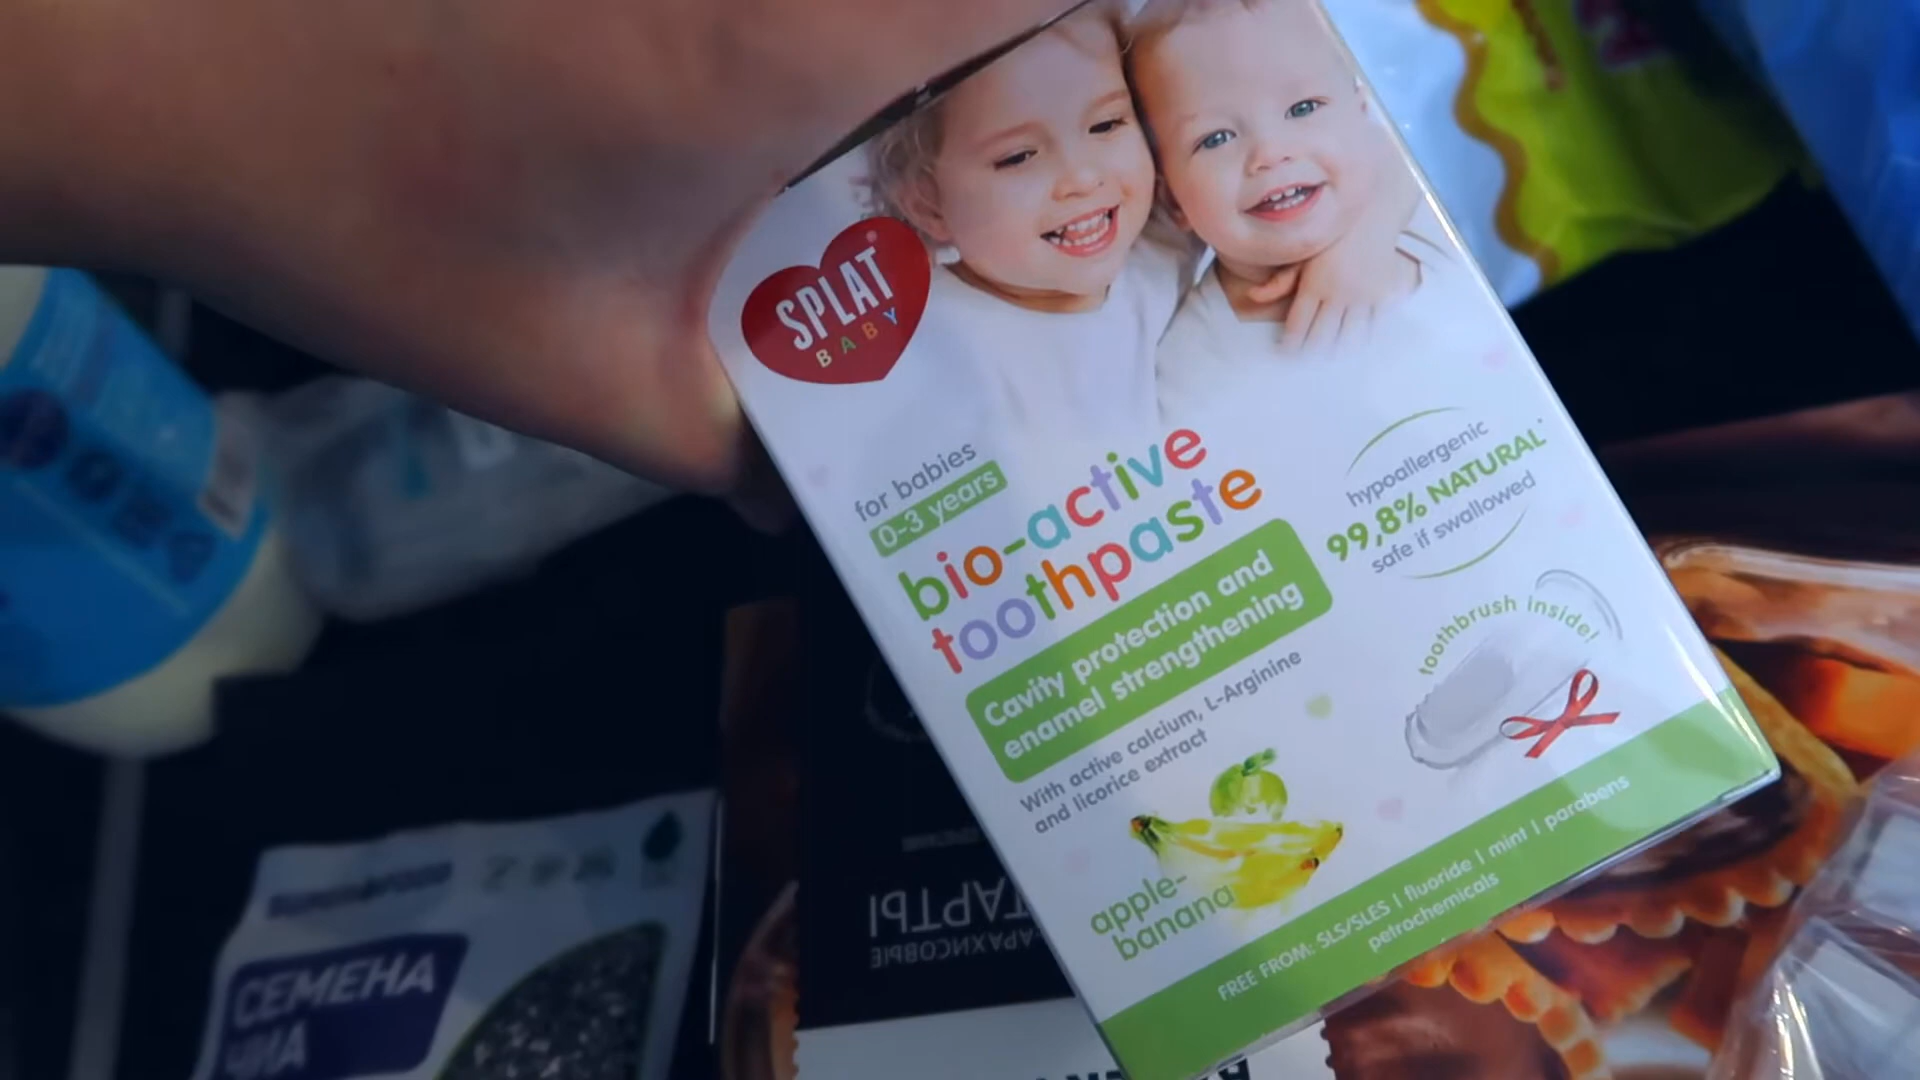 SPLAT
BABY
for babies
0-3 years
bio-active
toothpaste
Cavity protection and
enamel strengthening
With active calcium, L-Arginine
and licorice extract
hypoallergenic
99,8% NATURAL*
safe if swallowed
toothbrush inside!
apple-
banana
FREE FROM: SLS/SLES | fluoride | mint | parabens
petrochemicals
СЕМЕНА
ЧИА